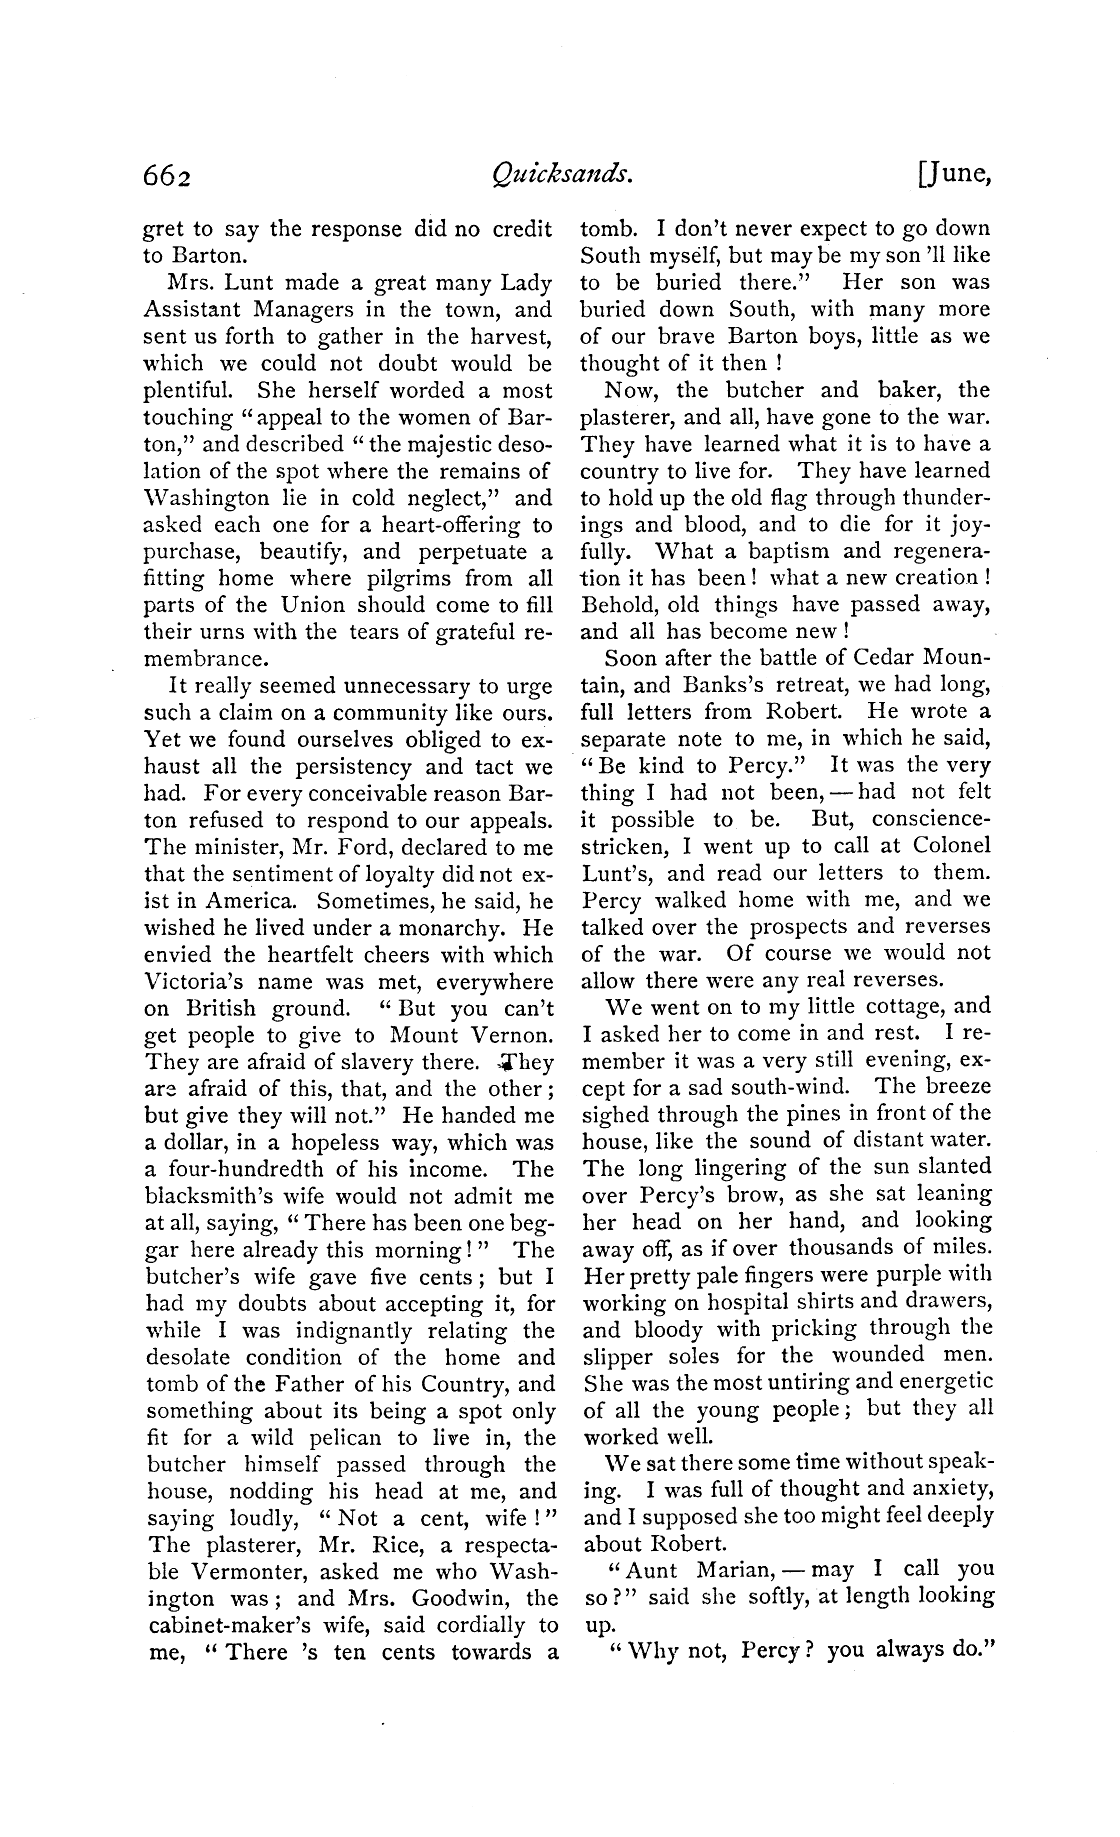 662
Quicksands.
[June,
gret to say the response did no credit
to Barton.
Mrs. Lunt made a great many Lady
Assistant Managers in the town, and
sent us forth to gather in the harvest,
which we could not doubt would be
plentiful. She herself worded a most
touching "appeal to the women of Bar-
ton," and described "the majestic deso-
lation of the spot where the remains of
Washington lie in cold neglect," and
asked each one for a heart-offering to
purchase, beautify, and perpetuate a
fitting home where pilgrims from all
parts of the Union should come to fill
their urns with the tears of grateful re-
membrance.
It really seemed unnecessary to urge
such a claim on a community like ours.
Yet we found ourselves obliged to ex-
haust all the persistency and tact we
had. For every conceivable reason Bar-
ton refused to respond to our appeals.
The minister, Mr. Ford, declared to me
that the sentiment of loyalty did not ex-
ist in America. Sometimes, he said, he
wished he lived under a monarchy. He
envied the heartfelt cheers with which
Victoria's name was met, everywhere
on British ground. "But you can't
get people to give to Mount Vernon.
They are afraid of slavery there. They
are afraid of this, that, and the other;
but give they will not." He handed me
a dollar, in a hopeless way, which was
a four-hundredth of his income. The
blacksmith's wife would not admit me
at all, saying, "There has been one beg-
gar here already this morning!" The
butcher's wife gave five cents; but I
had my doubts about accepting it, for
while I was indignantly relating the
desolate condition of the home and
tomb of the Father of his Country, and
something about its being a spot only
fit for a wild pelican to live in, the
butcher himself passed through the
house, nodding his head at me, and
saying loudly, "Not a cent, wife!"
The plasterer, Mr. Rice, a respecta-
ble Vermonter, asked me who Wash-
ington was; and Mrs. Goodwin, the
cabinet-maker's wife, said cordially to
me, "There 's ten cents towards a
tomb. I don't never expect to go down
South myself, but may be my son 'll like
to be buried there." Her son was
buried down South, with many more
of our brave Barton boys, little as we
thought of it then!
Now, the butcher and baker, the
plasterer, and all, have gone to the war.
They have learned what it is to have a
country to live for. They have learned
to hold up the old flag through thunder-
ings and blood, and to die for it joy-
fully. What a baptism and regenera-
tion it has been! what a new creation!
Behold, old things have passed away,
and all has become new!
Soon after the battle of Cedar Moun-
tain, and Banks's retreat, we had long,
full letters from Robert. He wrote a
separate note to me, in which he said,
"Be kind to Percy." It was the very
thing I had not been,—had not felt
it possible to be. But, conscience-
stricken, I went up to call at Colonel
Lunt's, and read our letters to them.
Percy walked home with me, and we
talked over the prospects and reverses
of the war. Of course we would not
allow there were any real reverses.
We went on to my little cottage, and
I asked her to come in and rest. I re-
member it was a very still evening, ex-
cept for a sad south-wind. The breeze
sighed through the pines in front of the
house, like the sound of distant water.
The long lingering of the sun slanted
over Percy's brow, as she sat leaning
her head on her hand, and looking
away off, as if over thousands of miles.
Her pretty pale fingers were purple with
working on hospital shirts and drawers,
and bloody with pricking through the
slipper soles for the wounded men.
She was the most untiring and energetic
of all the young people; but they all
worked well.
We sat there some time without speak-
ing. I was full of thought and anxiety,
and I supposed she too might feel deeply
about Robert.
"Aunt Marian,—may I call you
so?" said she softly, at length looking
up.
"Why not, Percy? you always do."